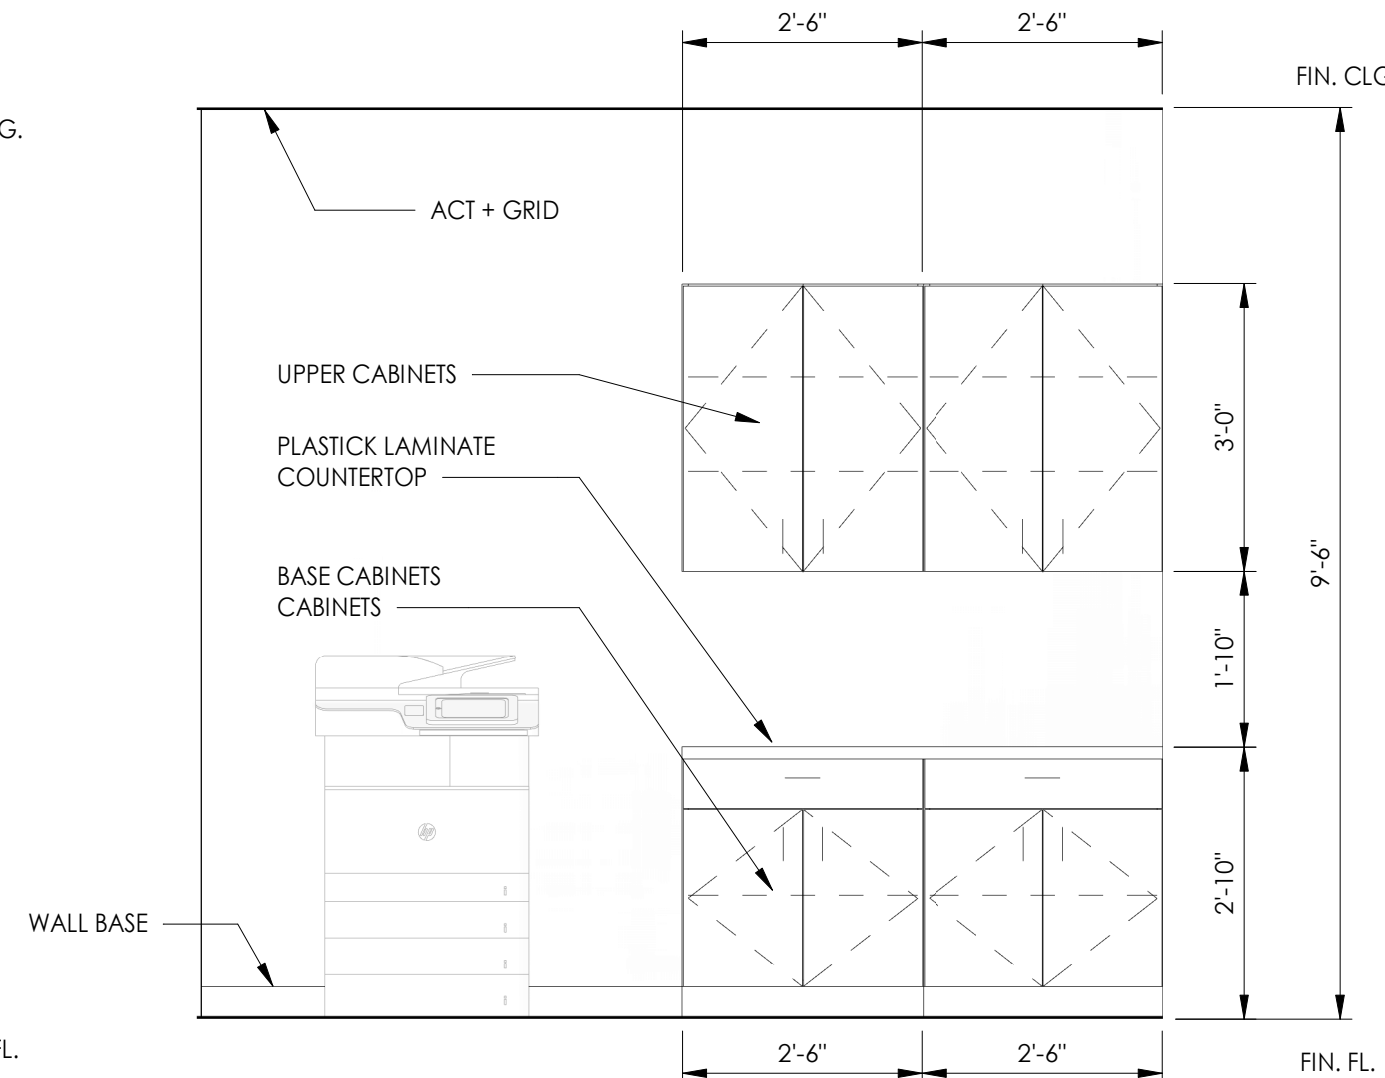 2'-6" 2'-6"
FIN. CLG
G.
ACT + GRID
UPPER CABINETS
3'-0"
PLASTICK LAMINATE
COUNTERTOP
9'-6"
BASE CABINETS
CABINETS
1'-10"
hp
2'-10"
WALL BASE
FL.
2'-6" 2'-6"
FIN. FL.